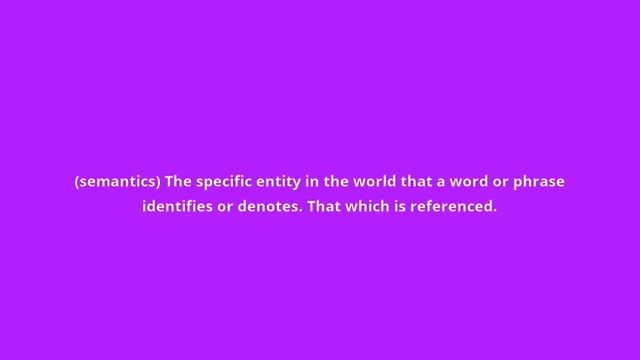 (semantics) The specific entity in the world that a word or phrase
identifies or denotes. That which is referenced.